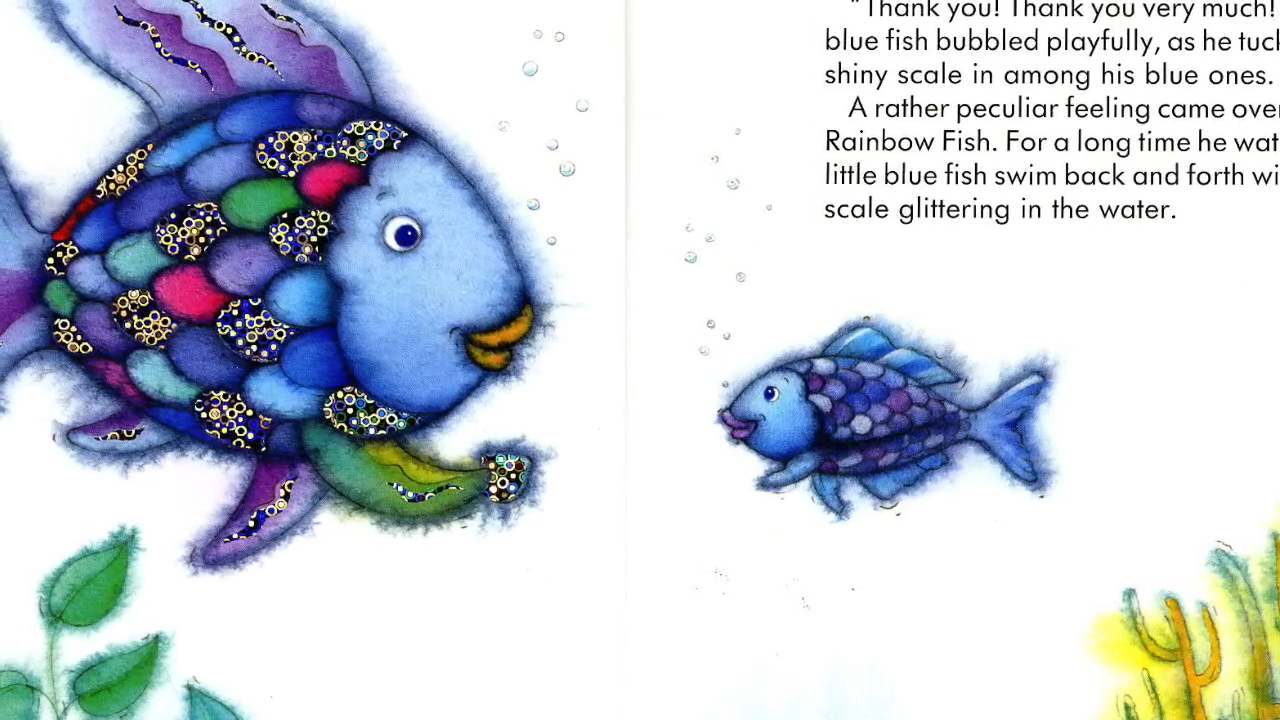 "Thank you! Thank you very much!
blue fish bubbled playfully, as he tuc
shiny scale in among his blue ones.
A rather peculiar feeling came over
Rainbow Fish. For a long time he wat
little blue fish swim back and forth wi
scale glittering in the water.